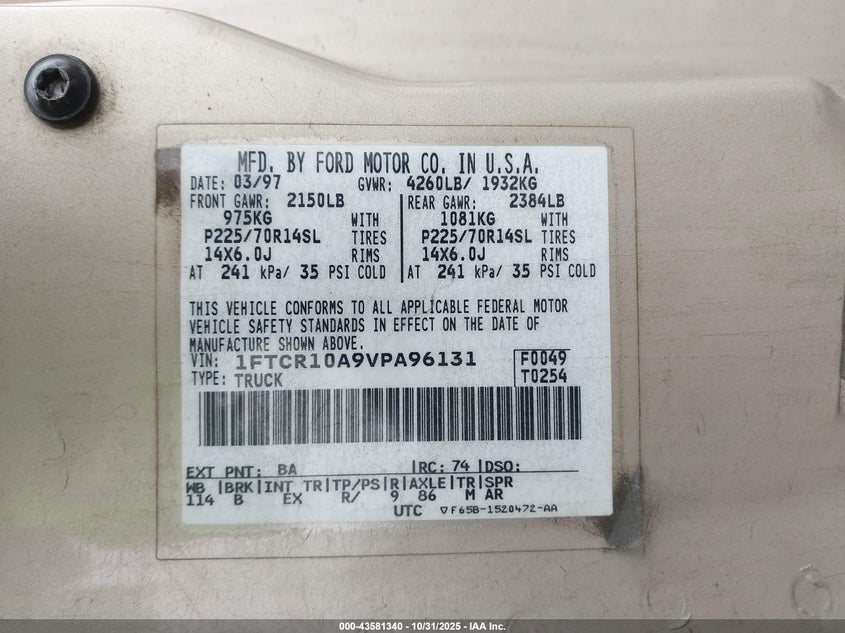 MFD. BY FORD MOTOR CO. IN U.S.A.
DATE: 03/97 GVWR: 4260LB/ 1932KG
FRONT GAWR: 2150LB REAR GAWR: 2384LB
975KG WITH 1081KG WITH
P225/70R14SL TIRES P225/70R14SL TIRES
14X6.0J RIMS 14X6.0J RIMS
AT 241 kPa/ 35 PSI COLD AT 241 kPa/ 35 PSI COLD
THIS VEHICLE CONFORMS TO ALL APPLICABLE FEDERAL MOTOR
VEHICLE SAFETY STANDARDS IN EFFECT ON THE DATE OF
MANUFACTURE SHOWN ABOVE.
VIN: 1FTCR10A9VPA96131 F0049
TYPE: TRUCK T0254
EXT PNT: BA RC: 74 DSO:
WB BRK INT TR TP/PS R AXLE TR SPR
114 B EX R/ 9 86 M AR
UTC ▽F65B-1520472-AA
000-43581340 - 10/31/2025 - IAA Inc.